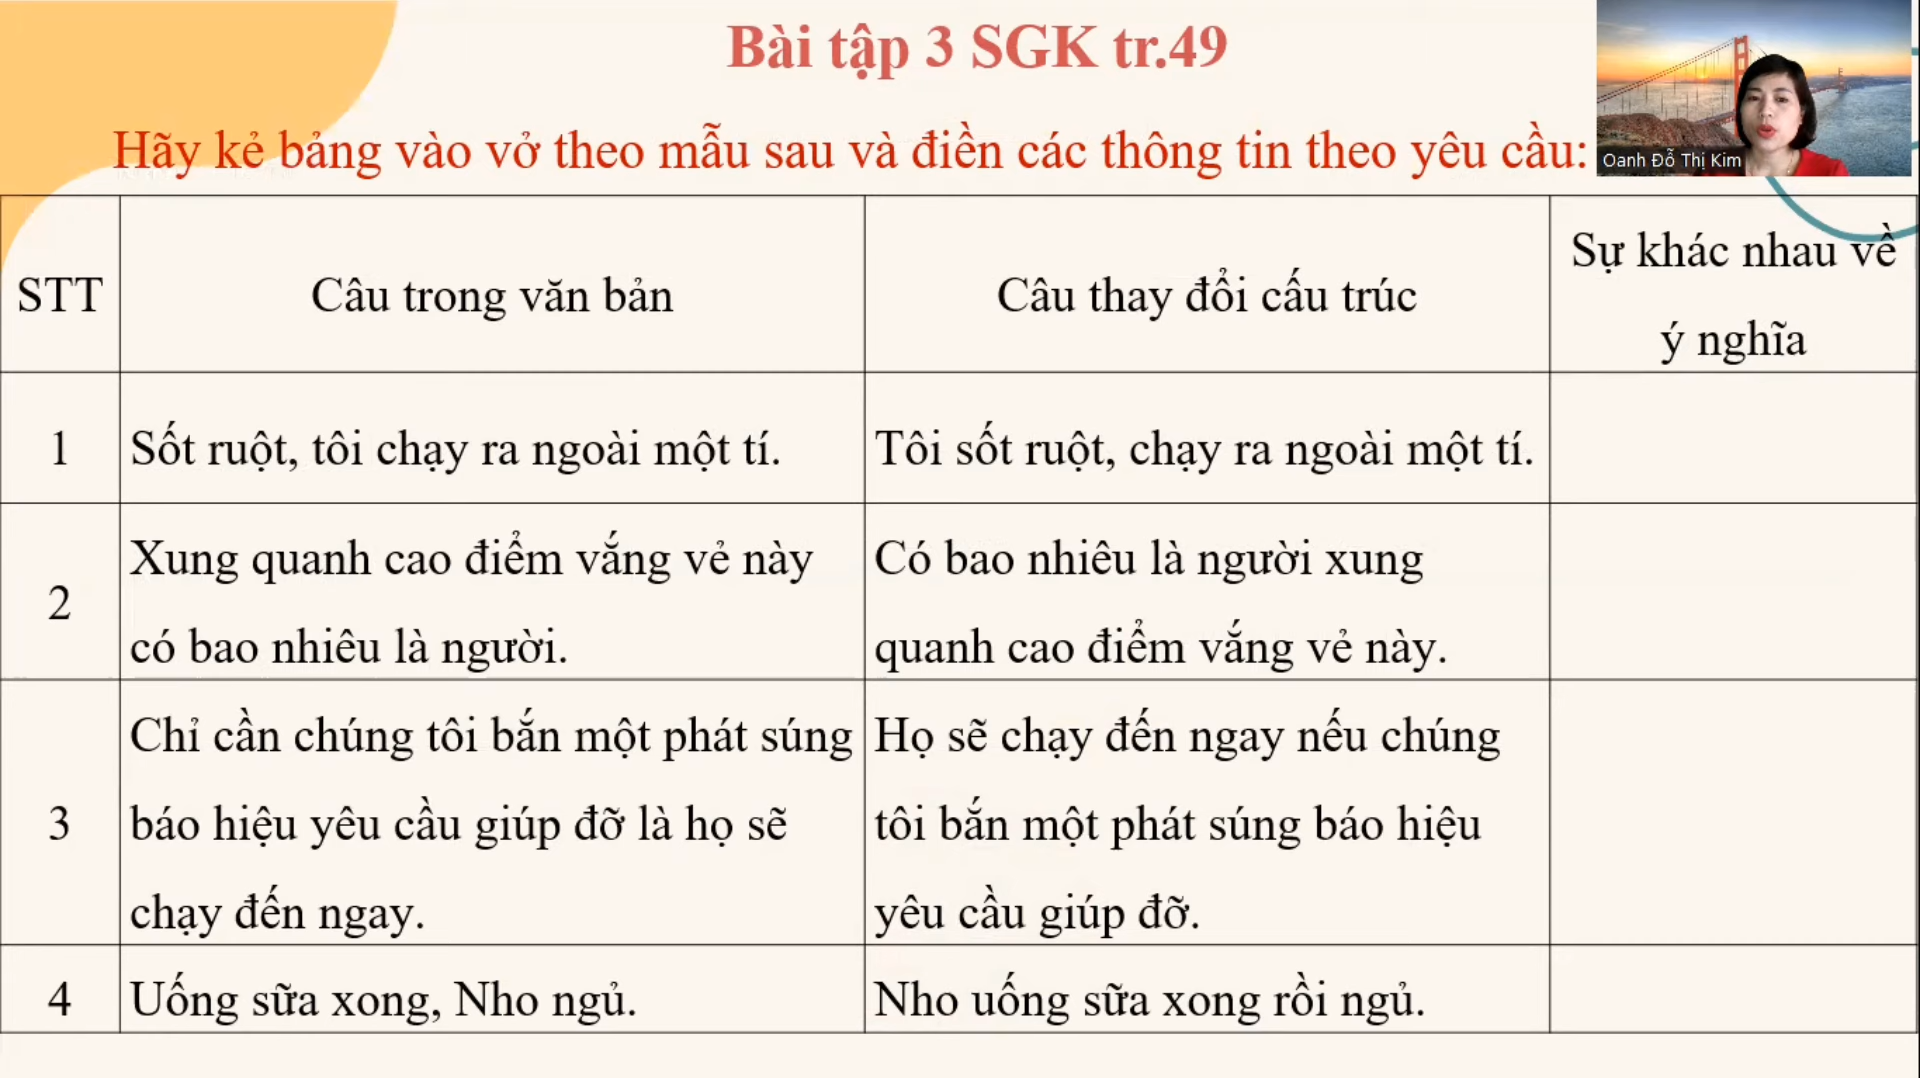 Bài tập 3 SGK tr.49
Hãy kẻ bảng vào vở theo mẫu sau và điền các thông tin theo yêu cầu:
Oanh Đỗ Thị Kim
STT
Câu trong văn bản
Câu thay đổi cấu trúc
Sự khác nhau về
ý nghĩa
1
Sốt ruột, tôi chạy ra ngoài một tí.
Tôi sốt ruột, chạy ra ngoài một tí.
2
Xung quanh cao điểm vắng vẻ này
có bao nhiêu là người.
Có bao nhiêu là người xung
quanh cao điểm vắng vẻ này.
3
Chỉ cần chúng tôi bắn một phát súng
báo hiệu yêu cầu giúp đỡ là họ sẽ
chạy đến ngay.
Họ sẽ chạy đến ngay nếu chúng
tôi bắn một phát súng báo hiệu
yêu cầu giúp đỡ.
4
Uống sữa xong, Nho ngủ.
Nho uống sữa xong rồi ngủ.